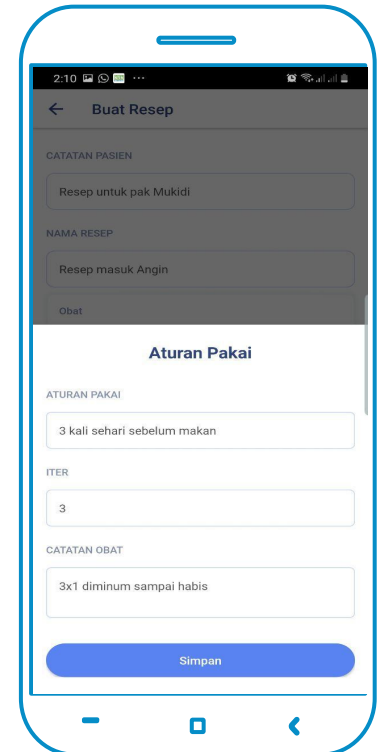 2:10
Buat Resep
CATATAN PASIEN
Resep untuk pak Mukidi
NAMA RESEP
Resep masuk Angin
Obat
Aturan Pakai
ATURAN PAKAI
3 kali sehari sebelum makan
ITER
3
CATATAN OBAT
3x1 diminum sampai habis
Simpan